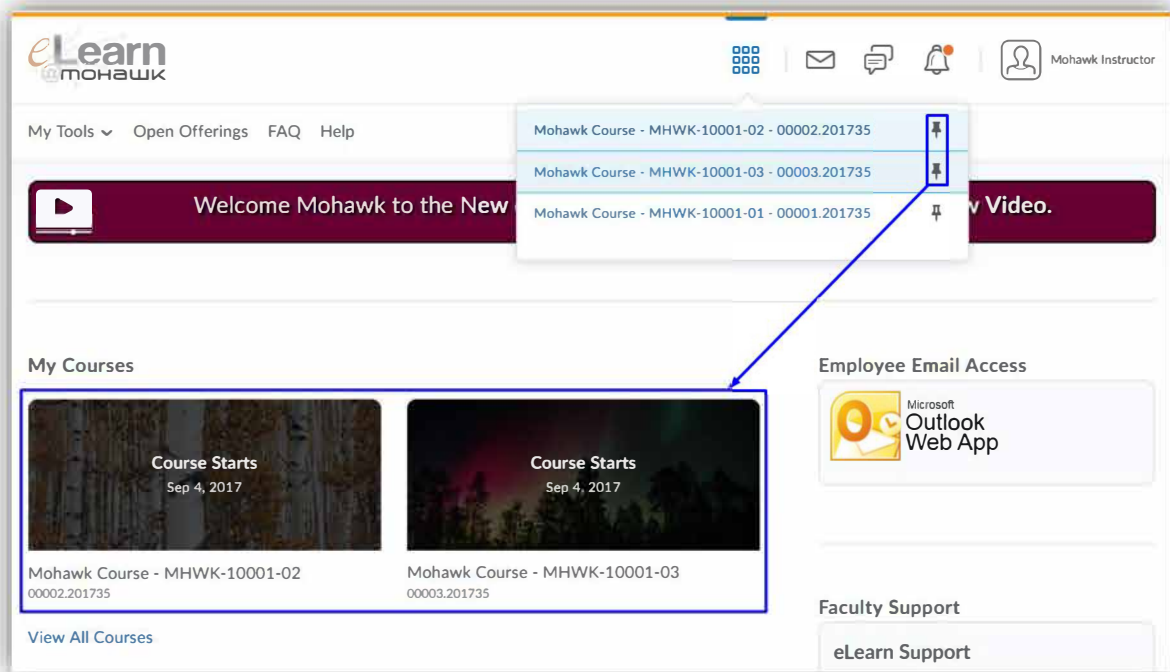 eLearn
@mohawk
Mohawk Instructor
My Tools Open Offerings FAQ Help
Mohawk Course - MHWK-10001-02 - 00002.201735
Mohawk Course - MHWK-10001-03 - 00003.201735
Mohawk Course - MHWK-10001-01 - 00001.201735
Welcome Mohawk to the New Video.
My Courses
Course Starts
Sep 4, 2017
Mohawk Course - MHWK-10001-02
00002.201735
Course Starts
Sep 4, 2017
Mohawk Course - MHWK-10001-03
00003.201735
View All Courses
Employee Email Access
Microsoft
Outlook
Web App
Faculty Support
eLearn Support